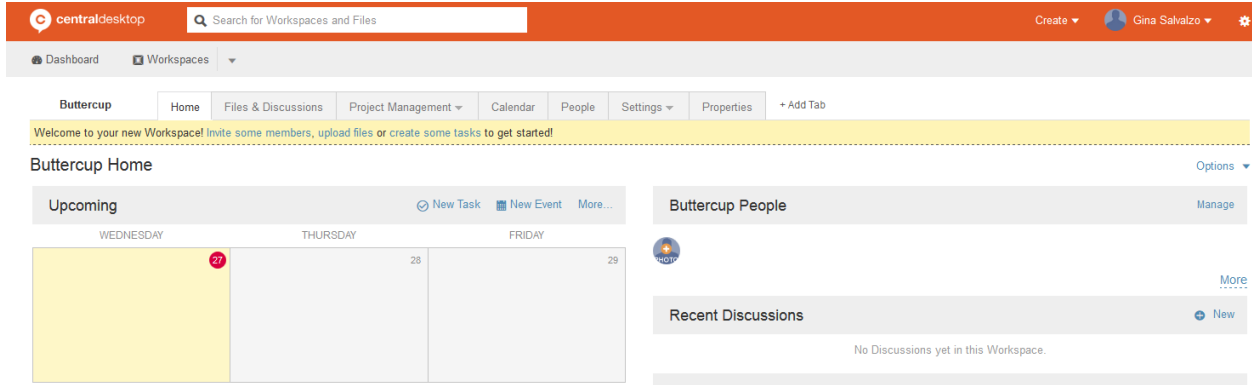 centraldesktop Search for Workspaces and Files Create Gina Salvalzo
Dashboard Workspaces
Buttercup Home Files & Discussions Project Management Calendar People Settings Properties + Add Tab
Welcome to your new Workspace! Invite some members, upload files or create some tasks to get started!
Buttercup Home Options
Upcoming New Task New Event More...
WEDNESDAY THURSDAY FRIDAY
27 28 29
Buttercup People Manage
PHOTO
More
Recent Discussions New
No Discussions yet in this Workspace.